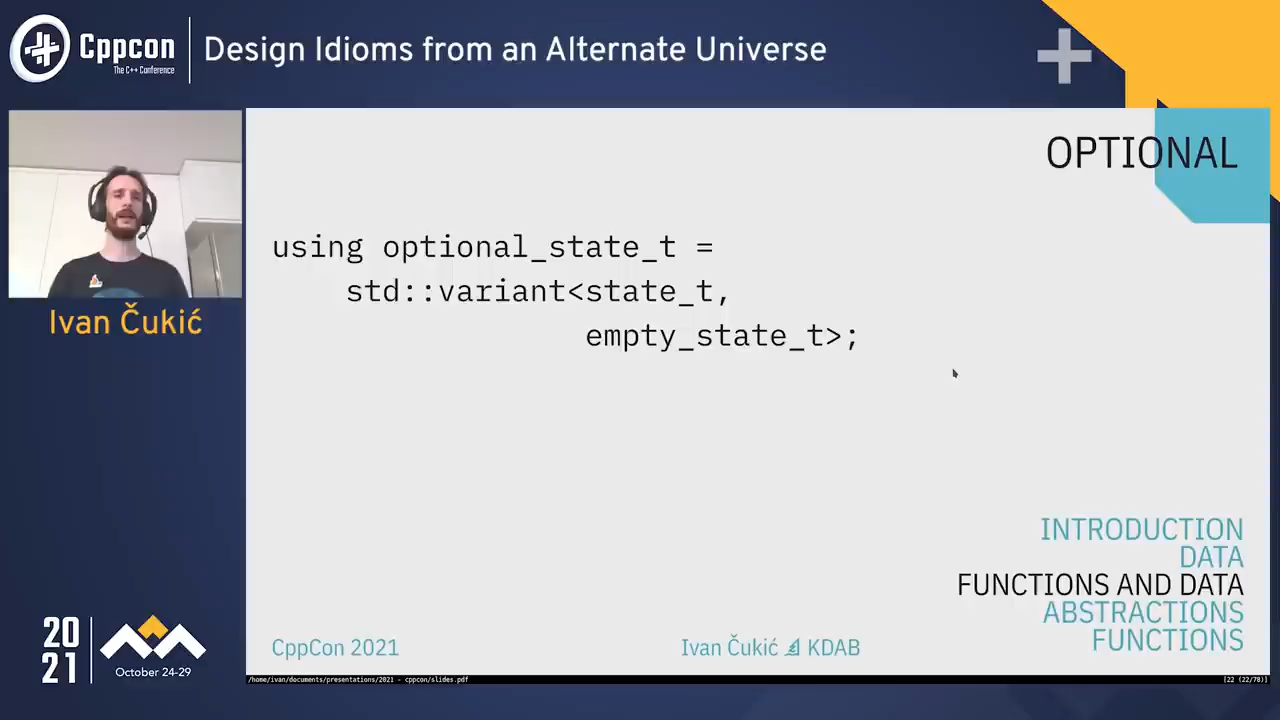 Cppcon
The C++ Conference
Design Idioms from an Alternate Universe
OPTIONAL
using optional_state_t =
std::variant<state_t,
empty_state_t>;
Ivan Čukić
INTRODUCTION
DATA
FUNCTIONS AND DATA
ABSTRACTIONS
FUNCTIONS
CppCon 2021
Ivan Čukić KDAB
20
21
October 24-29
/home/ivan/documents/presentations/2021 - cppcon/slides.pdf
[22 (22/78)]